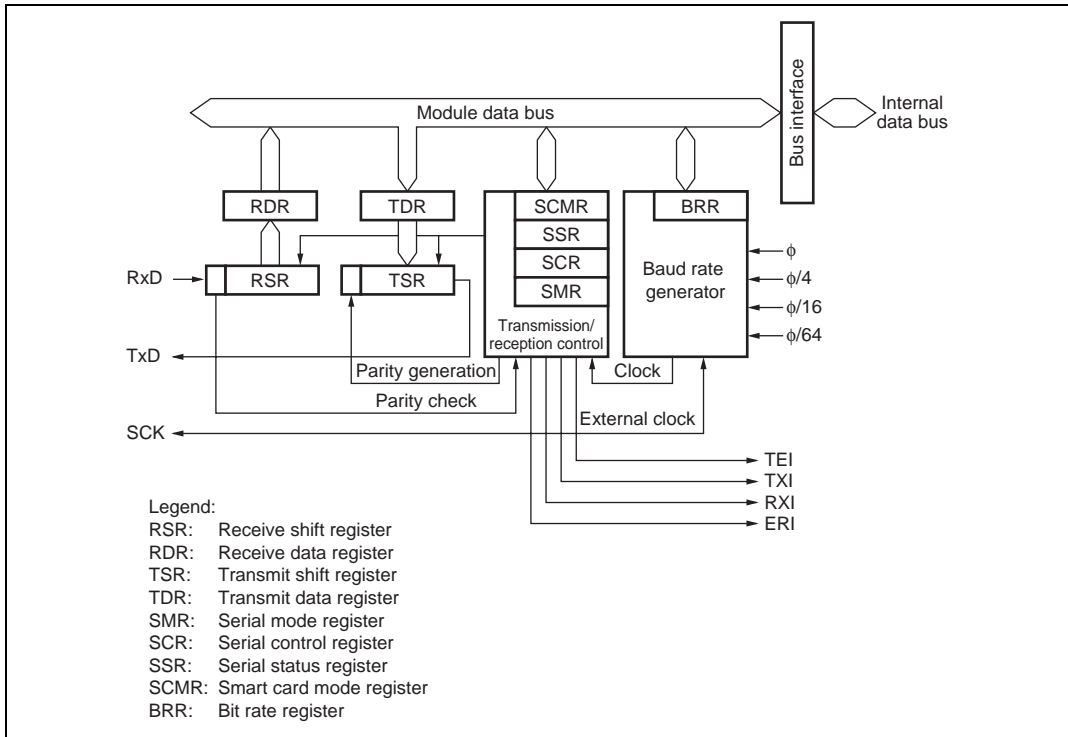 Bus interface
Module data bus
Internal
data bus
RDR
TDR
SCMR
BRR
SSR
SCR
SMR
RxD
RSR
TSR
Baud rate
generator
ϕ
ϕ/4
ϕ/16
ϕ/64
Transmission/
reception control
TxD
Parity generation
Clock
Parity check
External clock
SCK
TEI
TXI
RXI
ERI
Legend:
RSR: Receive shift register
RDR: Receive data register
TSR: Transmit shift register
TDR: Transmit data register
SMR: Serial mode register
SCR: Serial control register
SSR: Serial status register
SCMR: Smart card mode register
BRR: Bit rate register